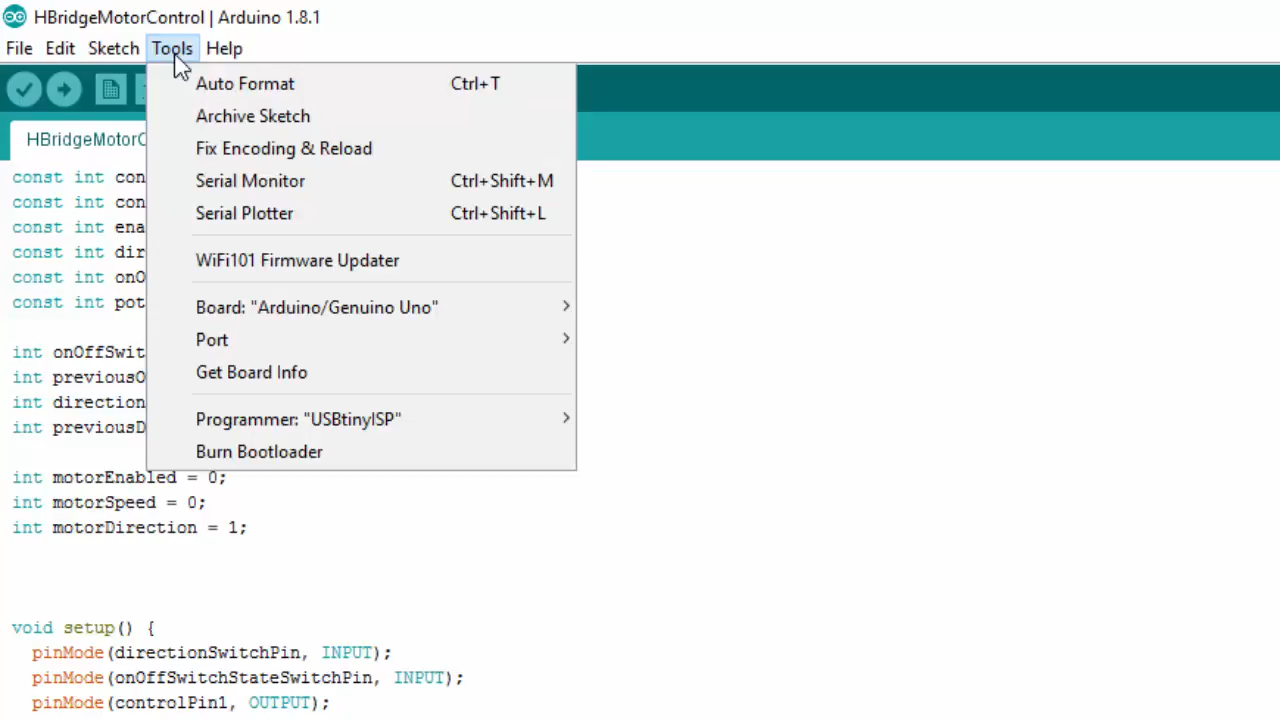 HBridgeMotorControl | Arduino 1.8.1
File Edit Sketch Tools Help
Auto Format Ctrl+T
Archive Sketch
Fix Encoding & Reload
Serial Monitor Ctrl+Shift+M
Serial Plotter Ctrl+Shift+L
WiFi101 Firmware Updater
Board: "Arduino/Genuino Uno"
Port
Get Board Info
Programmer: "USBtinyISP"
Burn Bootloader
HBridgeMotorC
const int con
const int con
const int ena
const int dir
const int onO
const int pot
int onOffSwit
int previousO
int direction
int previousD
int motorEnabled = 0;
int motorSpeed = 0;
int motorDirection = 1;
void setup() {
pinMode(directionSwitchPin, INPUT);
pinMode(onOffSwitchStateSwitchPin, INPUT);
pinMode(controlPin1, OUTPUT);